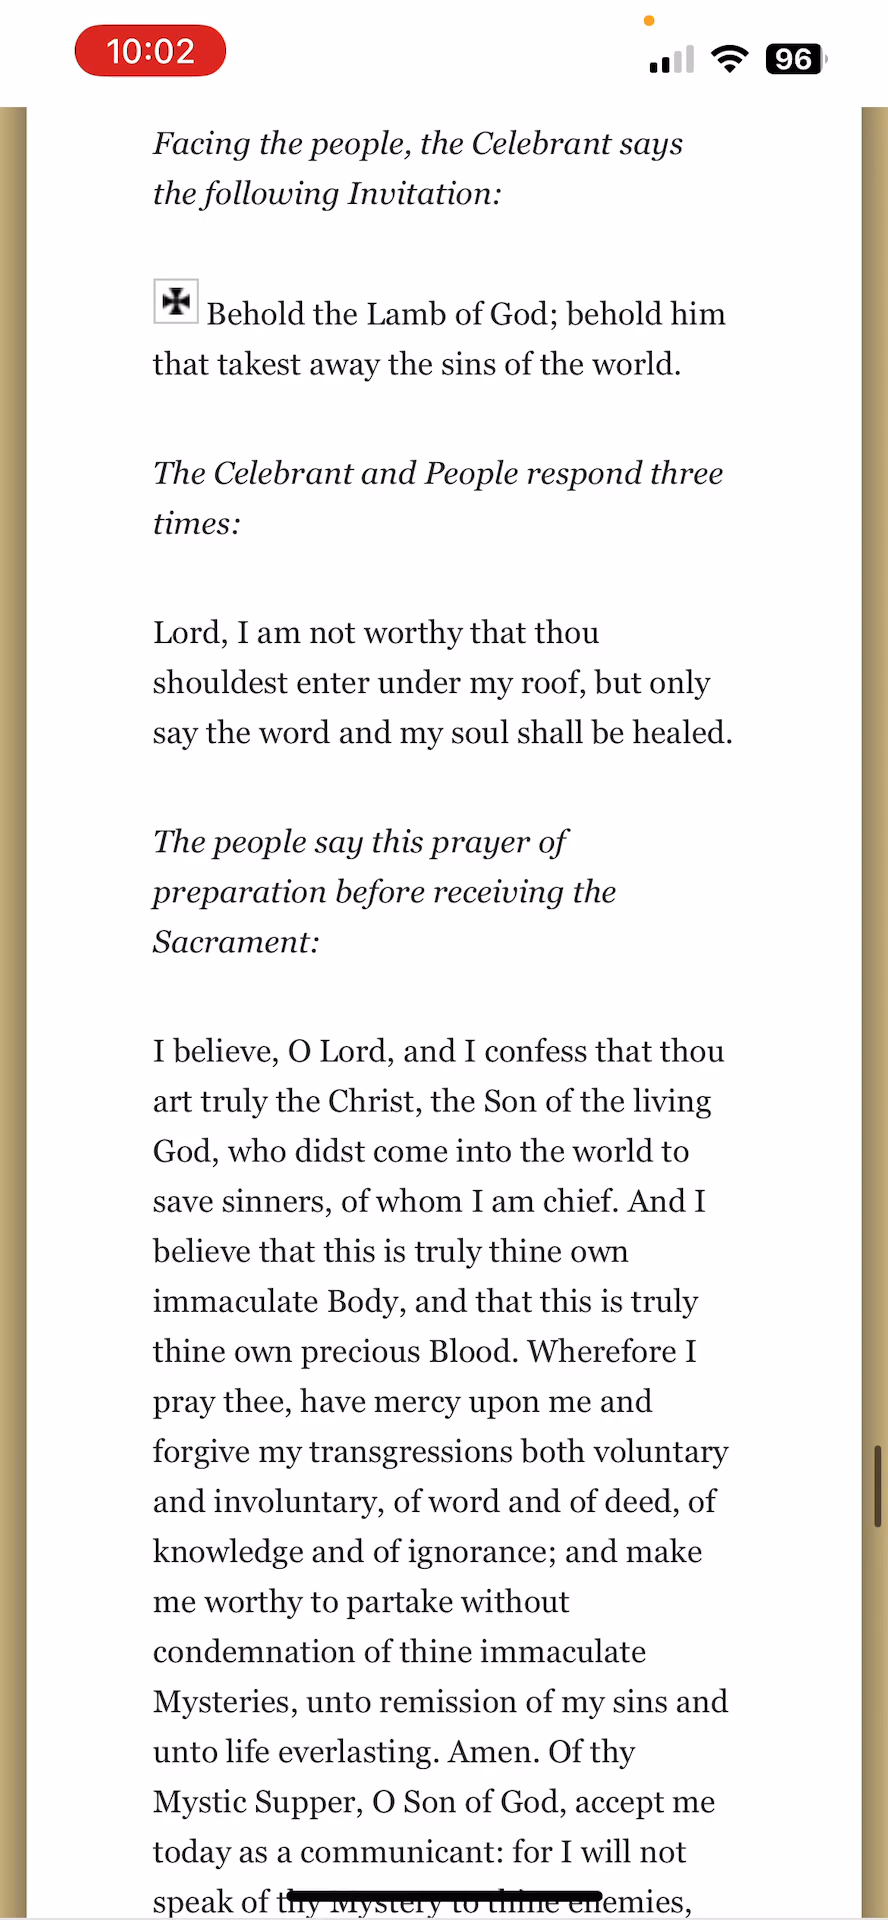 10:02
96
Facing the people, the Celebrant says
the following Invitation:
Behold the Lamb of God; behold him
that takest away the sins of the world.
The Celebrant and People respond three
times:
Lord, I am not worthy that thou
shouldest enter under my roof, but only
say the word and my soul shall be healed.
The people say this prayer of
preparation before receiving the
Sacrament:
I believe, O Lord, and I confess that thou
art truly the Christ, the Son of the living
God, who didst come into the world to
save sinners, of whom I am chief. And I
believe that this is truly thine own
immaculate Body, and that this is truly
thine own precious Blood. Wherefore I
pray thee, have mercy upon me and
forgive my transgressions both voluntary
and involuntary, of word and of deed, of
knowledge and of ignorance; and make
me worthy to partake without
condemnation of thine immaculate
Mysteries, unto remission of my sins and
unto life everlasting. Amen. Of thy
Mystic Supper, O Son of God, accept me
today as a communicant: for I will not
speak of thy Mystery to thine enemies,